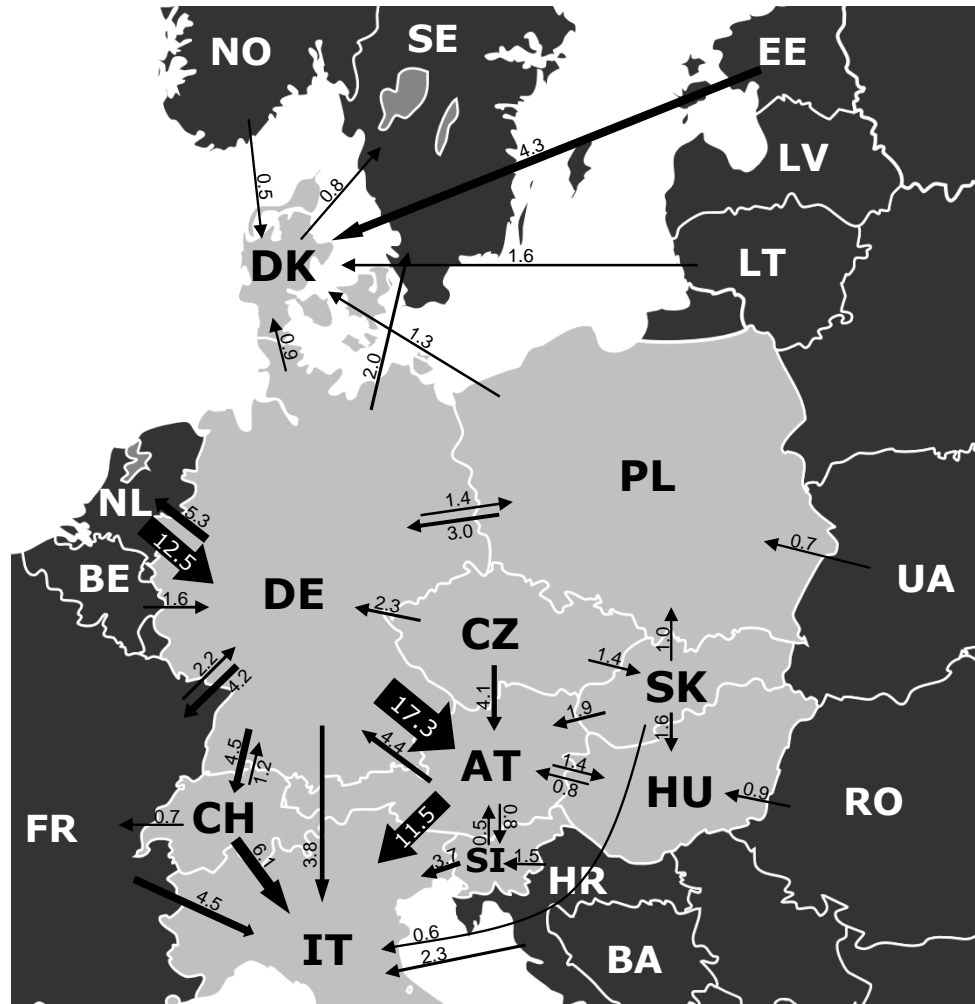 NO
SE
EE
4.3
LV
0.5
0.8
DK
1.6
LT
0.9
2.0
1.3
PL
NL
5.3
1.4
3.0
12.5
0.7
BE
UA
1.6
DE
2.3
CZ
2.2
4.2
1.4
1.0
SK
17.3
4.1
1.9
1.6
4.5
1.2
4.4
AT
1.4
0.8
HU
0.9
RO
FR
0.7
CH
11.5
0.5
0.8
6.1
3.8
3.7
SI
1.5
HR
4.5
IT
0.6
2.3
BA